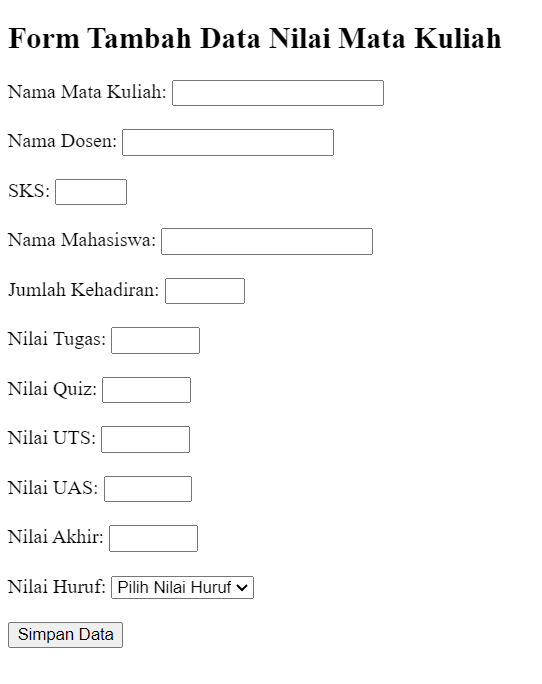 Form Tambah Data Nilai Mata Kuliah
Nama Mata Kuliah:
Nama Dosen:
SKS:
Nama Mahasiswa:
Jumlah Kehadiran:
Nilai Tugas:
Nilai Quiz:
Nilai UTS:
Nilai UAS:
Nilai Akhir:
Nilai Huruf: Pilih Nilai Huruf
Simpan Data